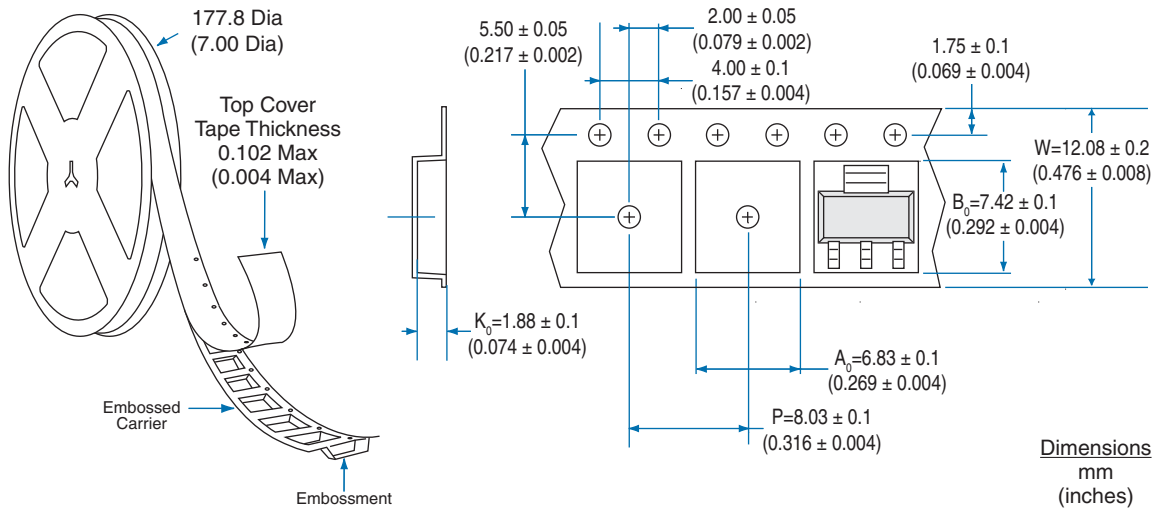 177.8 Dia
(7.00 Dia)
Top Cover
Tape Thickness
0.102 Max
(0.004 Max)
Embossed
Carrier
Embossment
5.50 ± 0.05
(0.217 ± 0.002)
2.00 ± 0.05
(0.079 ± 0.002)
4.00 ± 0.1
(0.157 ± 0.004)
1.75 ± 0.1
(0.069 ± 0.004)
W=12.08 ± 0.2
(0.476 ± 0.008)
B₀=7.42 ± 0.1
(0.292 ± 0.004)
K₀=1.88 ± 0.1
(0.074 ± 0.004)
A₀=6.83 ± 0.1
(0.269 ± 0.004)
P=8.03 ± 0.1
(0.316 ± 0.004)
Dimensions
mm
(inches)